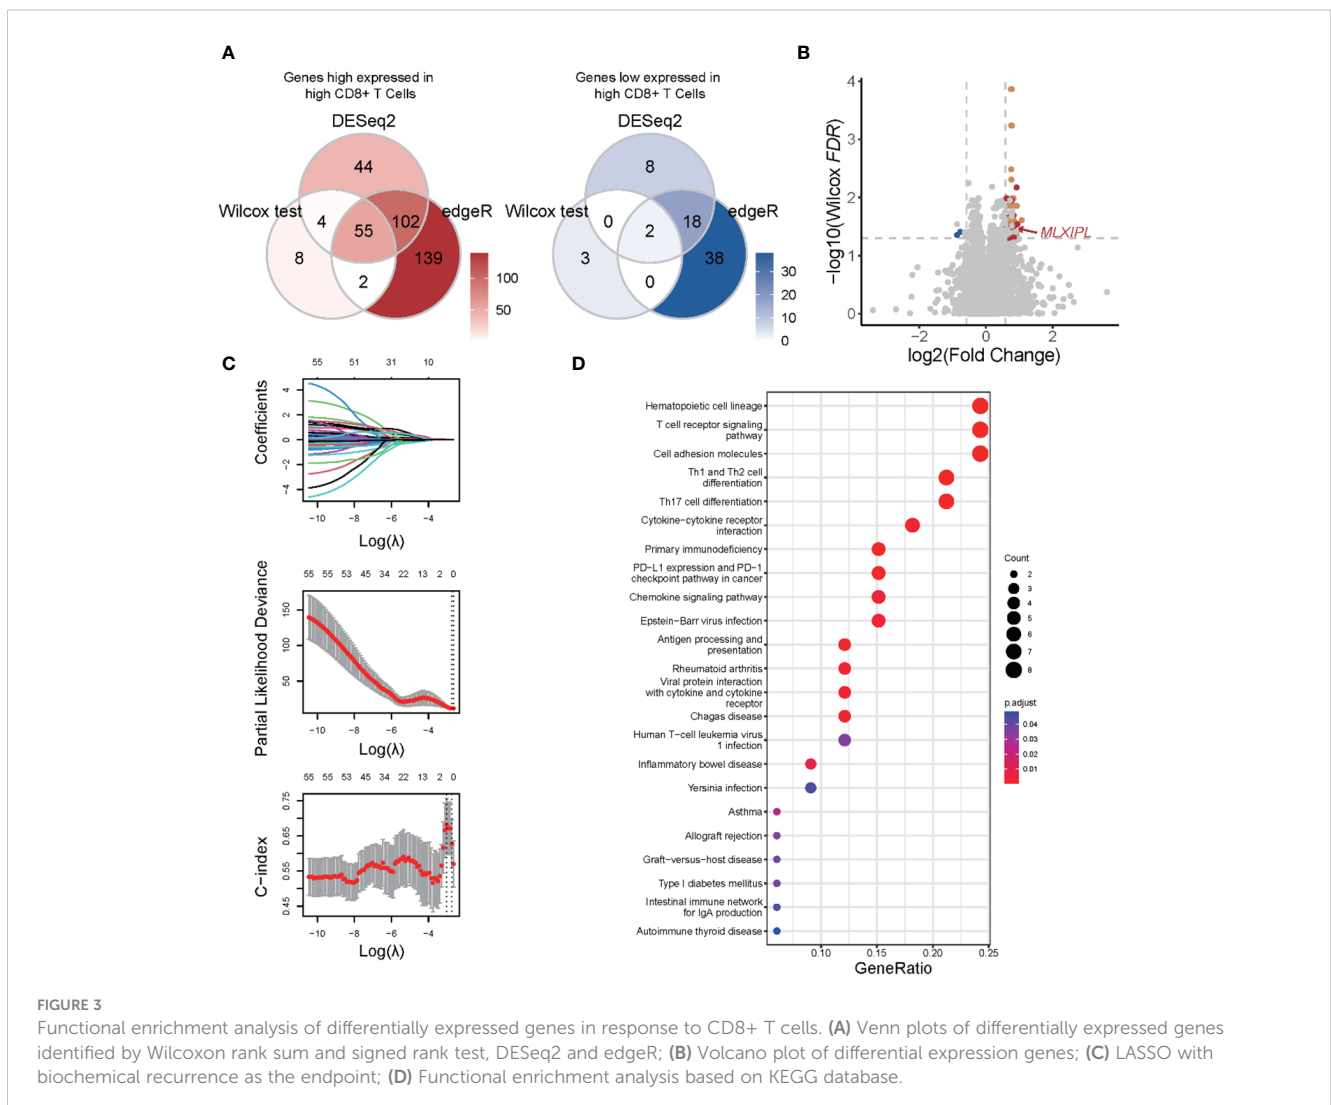 A
Genes high expressed in
high CD8+ T Cells
DESeq2
44
Wilcox test
4
102
edgeR
55
8
139
2
100
50
Genes low expressed in
high CD8+ T Cells
DESeq2
8
Wilcox test
0
18
edgeR
2
3
38
0
30
20
10
0
B
−log10(Wilcox FDR)
4
3
2
1
0
MLXIPL
−2
0
2
log2(Fold Change)
C
55 51 31 10
Coefficients
4
2
0
−2
−4
−10 −8 −6 −4
Log(λ)
55 55 53 45 34 22 13 2 0
Partial Likelihood Deviance
150
100
50
−10 −8 −6 −4
Log(λ)
55 55 53 45 34 22 13 2 0
C−index
0.75
0.65
0.55
0.45
−10 −8 −6 −4
Log(λ)
D
Hematopoietic cell lineage
T cell receptor signaling
pathway
Cell adhesion molecules
Th1 and Th2 cell
differentiation
Th17 cell differentiation
Cytokine−cytokine receptor
interaction
Primary immunodeficiency
PD−L1 expression and PD−1
checkpoint pathway in cancer
Chemokine signaling pathway
Epstein−Barr virus infection
Antigen processing and
presentation
Rheumatoid arthritis
Viral protein interaction
with cytokine and cytokine
receptor
Chagas disease
Human T−cell leukemia virus
1 infection
Inflammatory bowel disease
Yersinia infection
Asthma
Allograft rejection
Graft−versus−host disease
Type I diabetes mellitus
Intestinal immune network
for IgA production
Autoimmune thyroid disease
0.10 0.15 0.20 0.25
GeneRatio
Count
2
3
4
5
6
7
8
p.adjust
0.04
0.03
0.02
0.01
FIGURE 3
Functional enrichment analysis of differentially expressed genes in response to CD8+ T cells. (A) Venn plots of differentially expressed genes
identified by Wilcoxon rank sum and signed rank test, DESeq2 and edgeR; (B) Volcano plot of differential expression genes; (C) LASSO with
biochemical recurrence as the endpoint; (D) Functional enrichment analysis based on KEGG database.